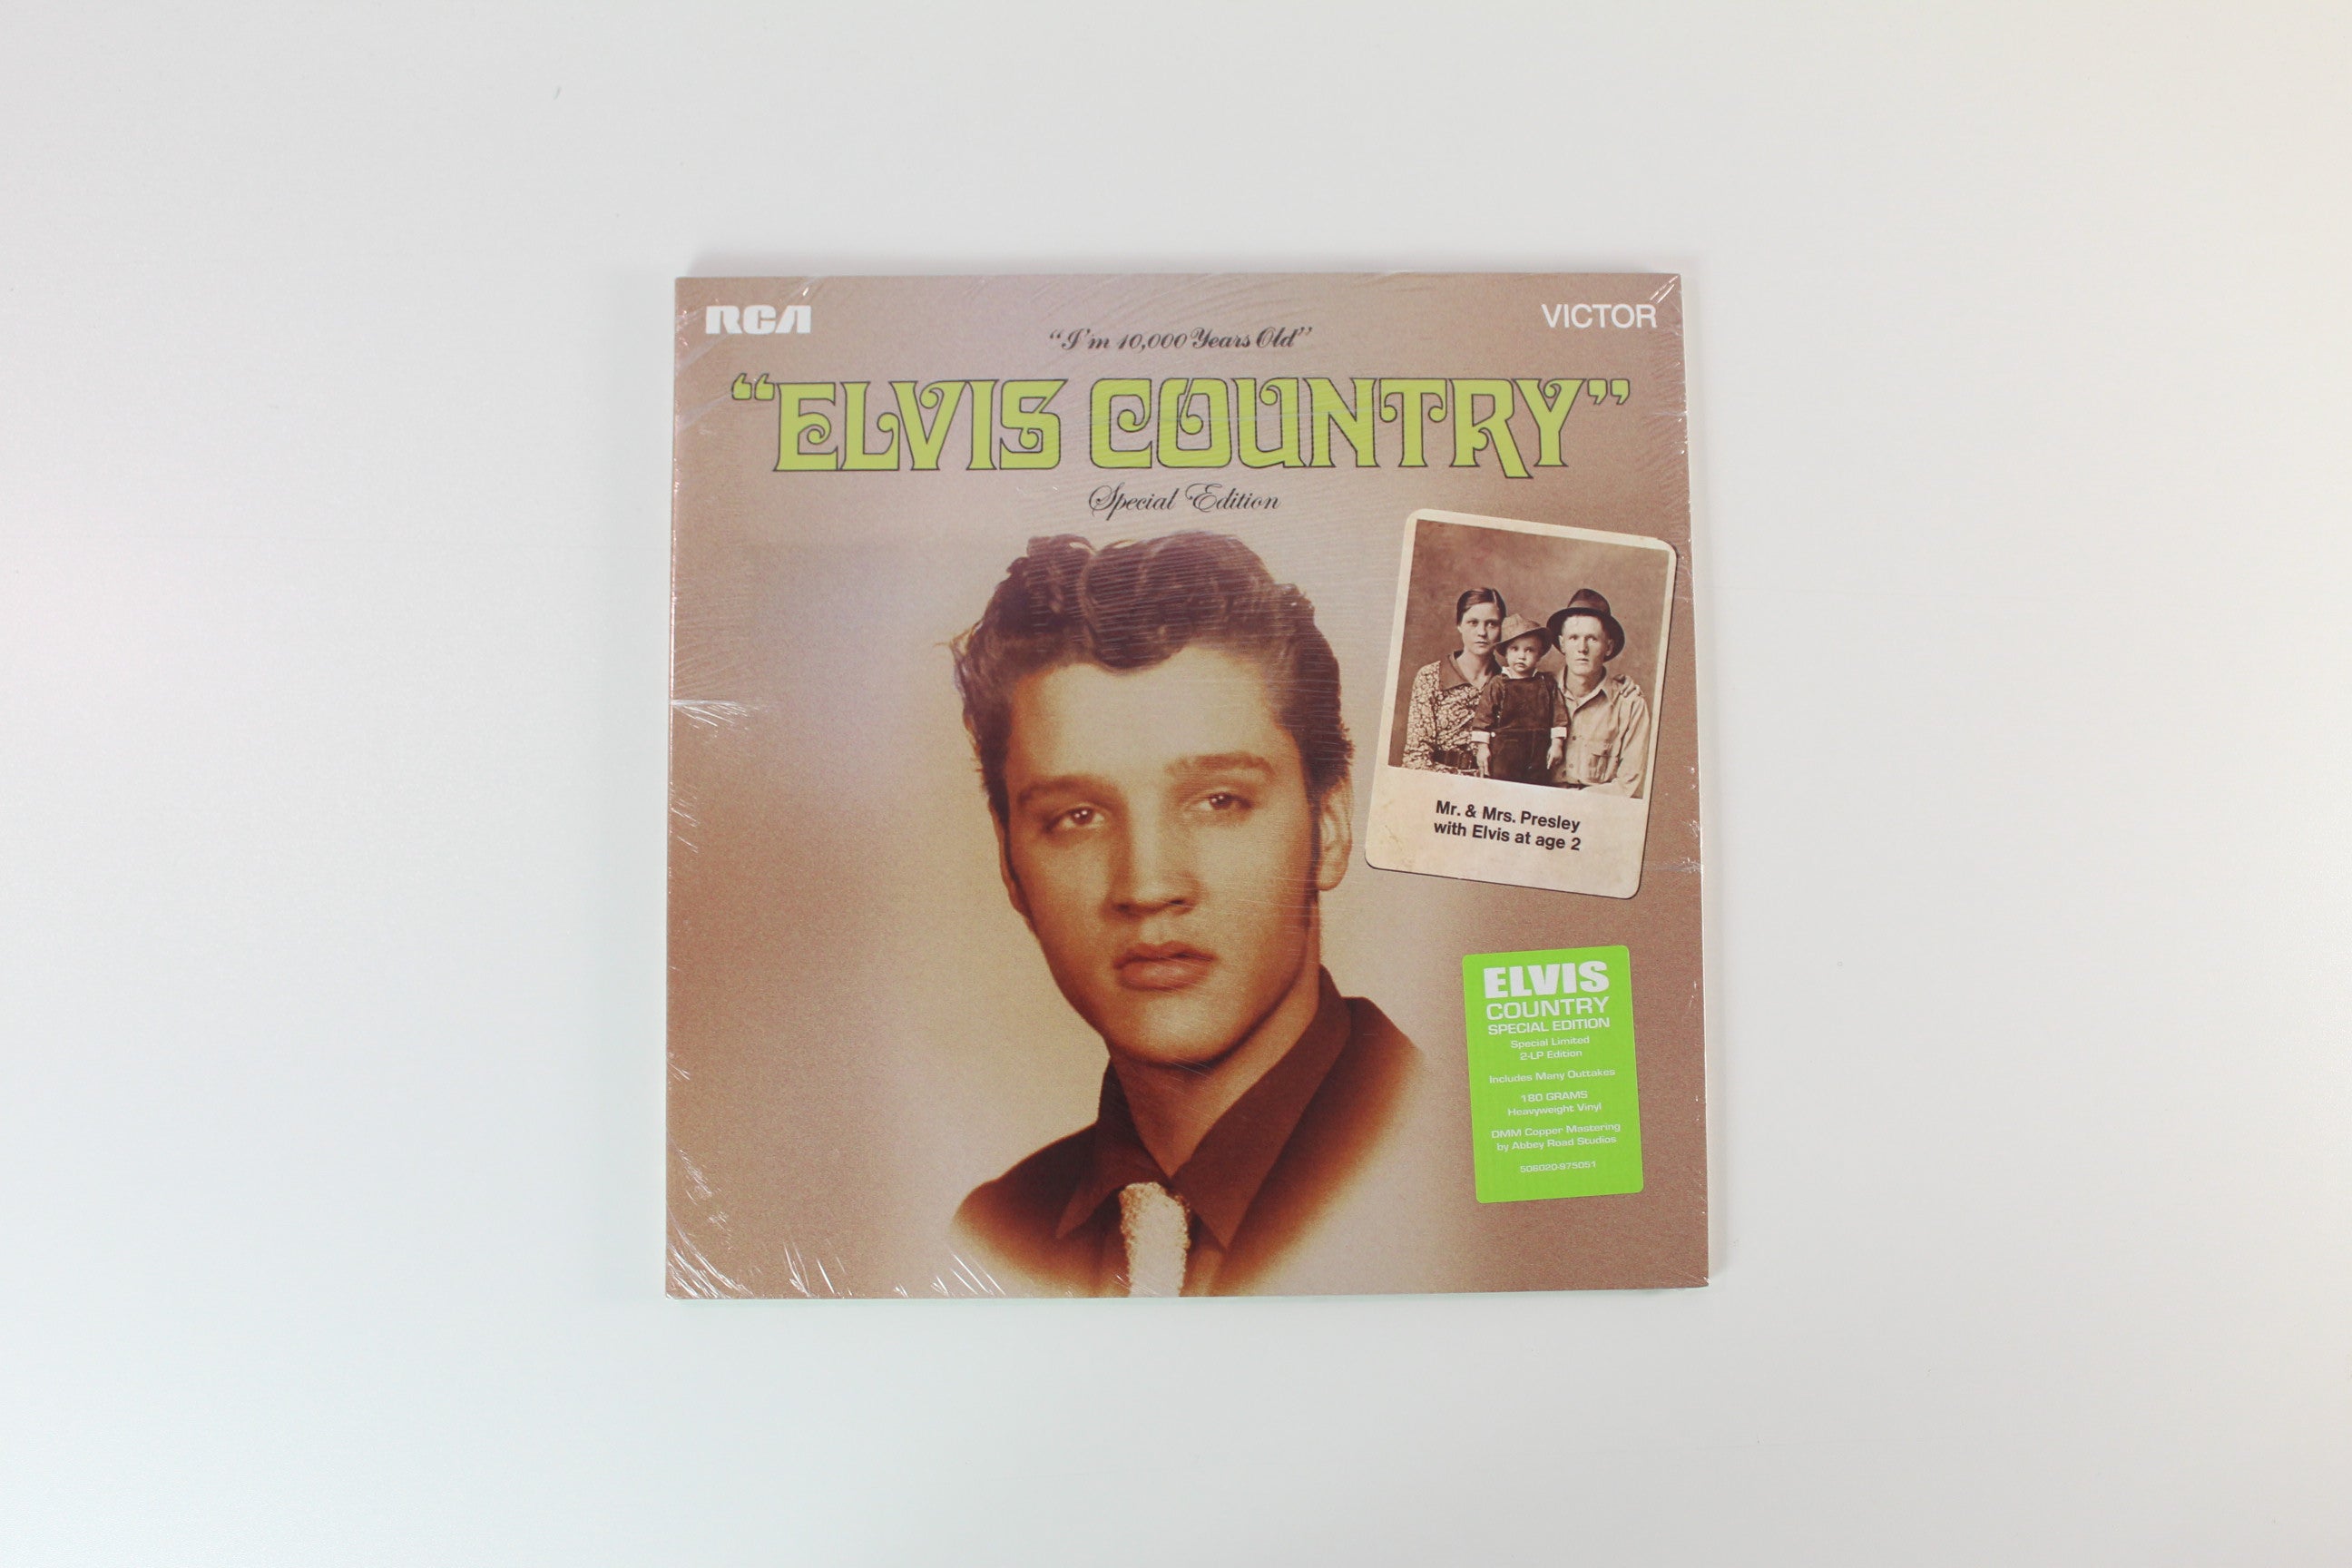 RCA
VICTOR
“I'm 10,000 Years Old”
“ELVIS COUNTRY”
Special Edition
Mr. & Mrs. Presley
with Elvis at age 2
ELVIS
COUNTRY
SPECIAL EDITION
Special Limited
2-LP Edition
Includes Many Outtakes
180 GRAMS
Heavyweight Vinyl
DMM Copper Mastering
by Abbey Road Studios
506020-975051